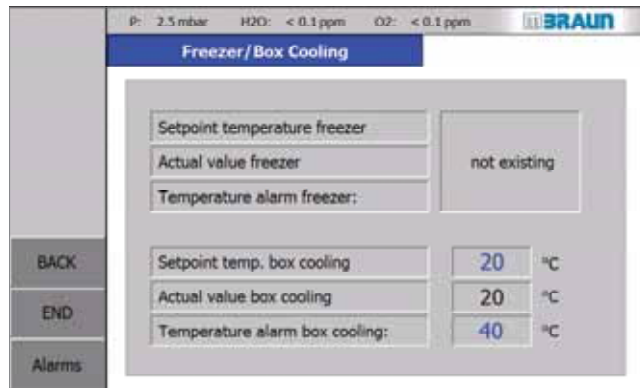 P: 2.5 mbar H2O: < 0.1 ppm O2: < 0.1 ppm MBRAUN
Freezer/Box Cooling
Setpoint temperature freezer
Actual value freezer not existing
Temperature alarm freezer:
BACK Setpoint temp. box cooling 20 °C
Actual value box cooling 20 °C
END
Temperature alarm box cooling: 40 °C
Alarms